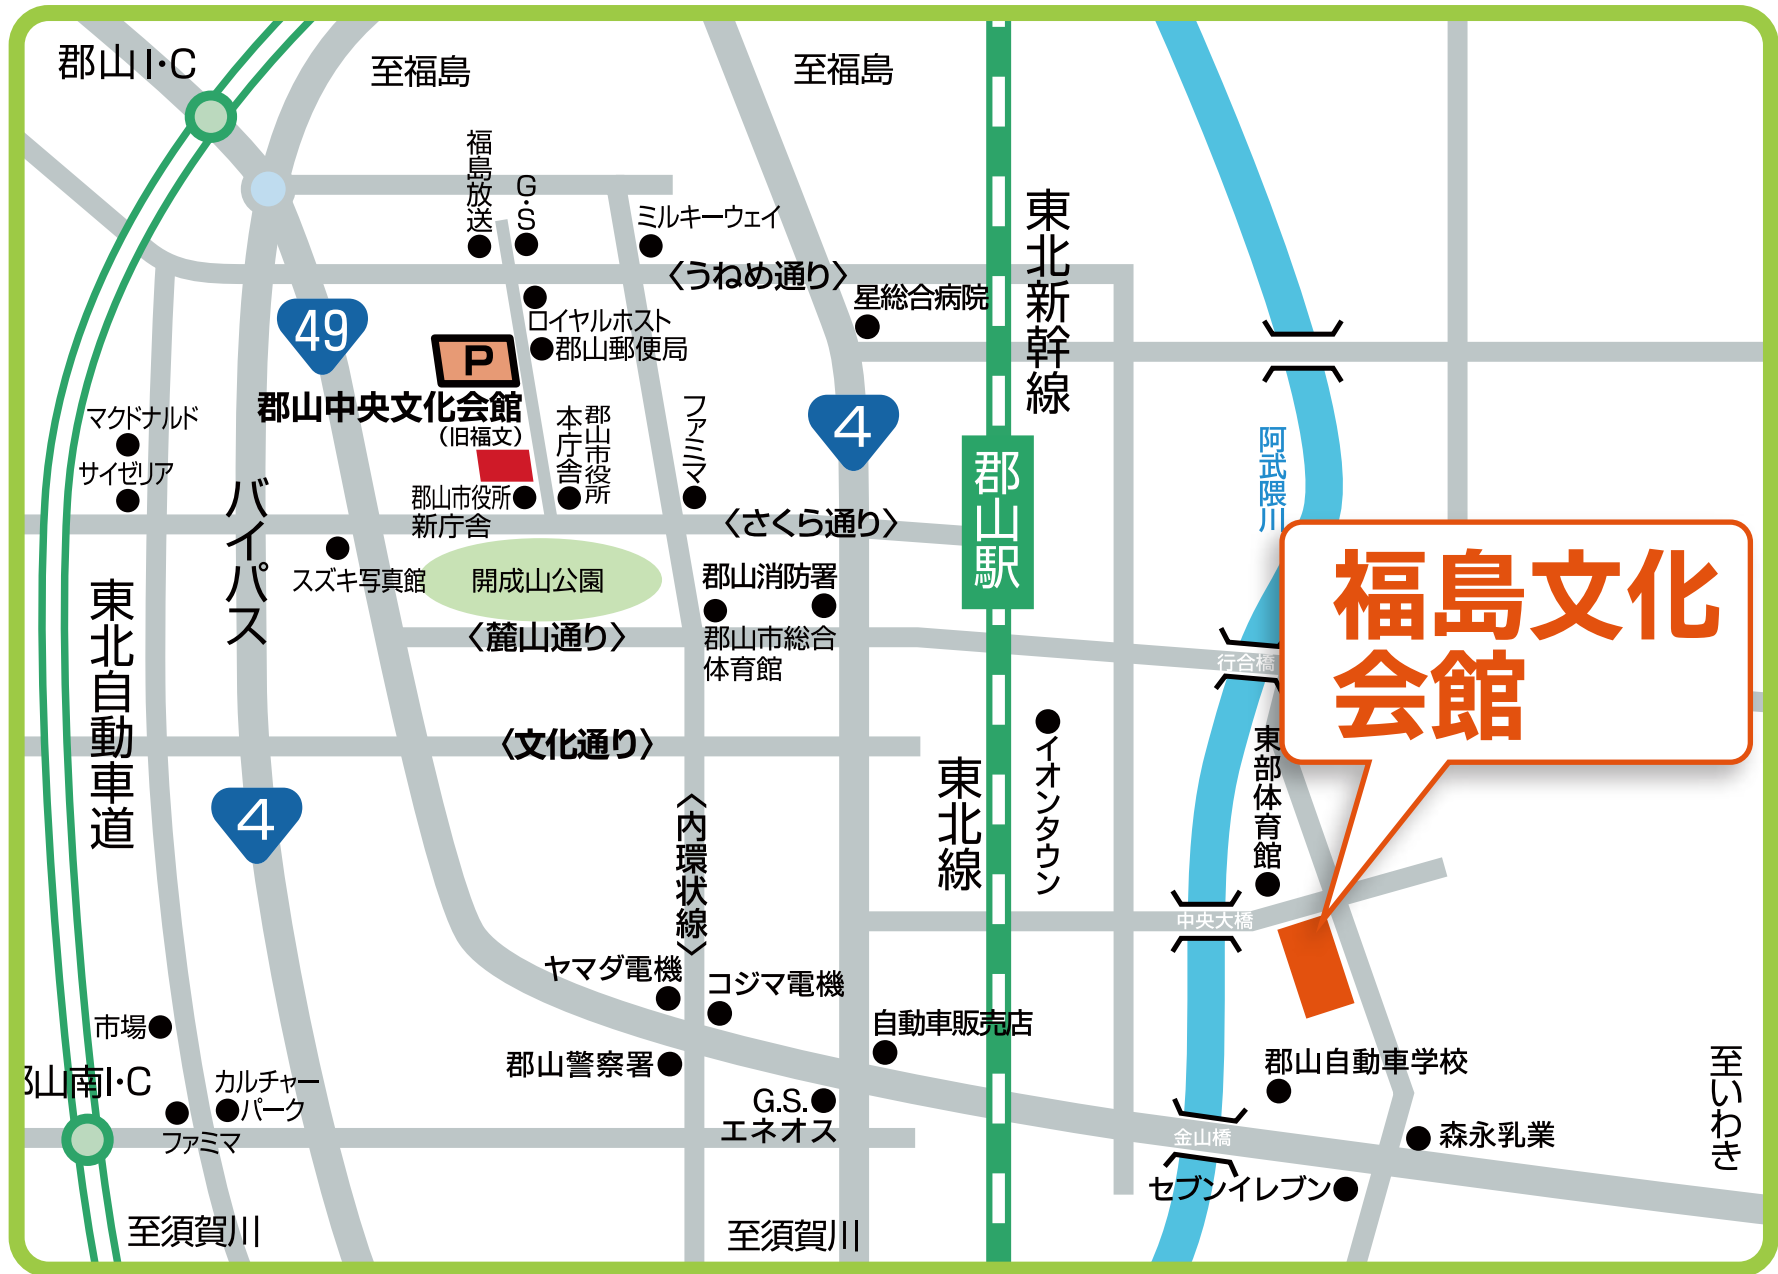 郡山I・C
至福島
至福島
福島放送
G・S
ミルキーウェイ
〈うねめ通り〉
東北新幹線
星総合病院
49
ロイヤルホスト
郡山郵便局
P
郡山中央文化会館
（旧福文）
マクドナルド
サイゼリア
郡山市役所
本庁舎
ファミマ
4
郡山駅
阿武隈川
バイパス
郡山市役所
新庁舎
〈さくら通り〉
スズキ写真館
開成山公園
郡山消防署
福島文化
会館
東北自動車道
〈麓山通り〉
郡山市総合
体育館
行合橋
〈文化通り〉
イオンタウン
東部体育館
東北線
4
〈内環状線〉
中央大橋
ヤマダ電機
コジマ電機
市場
自動車販売店
郡山警察署
郡山自動車学校
至いわき
郡山南I・C
カルチャー
パーク
G.S.
エネオス
ファミマ
金山橋
森永乳業
セブンイレブン
至須賀川
至須賀川